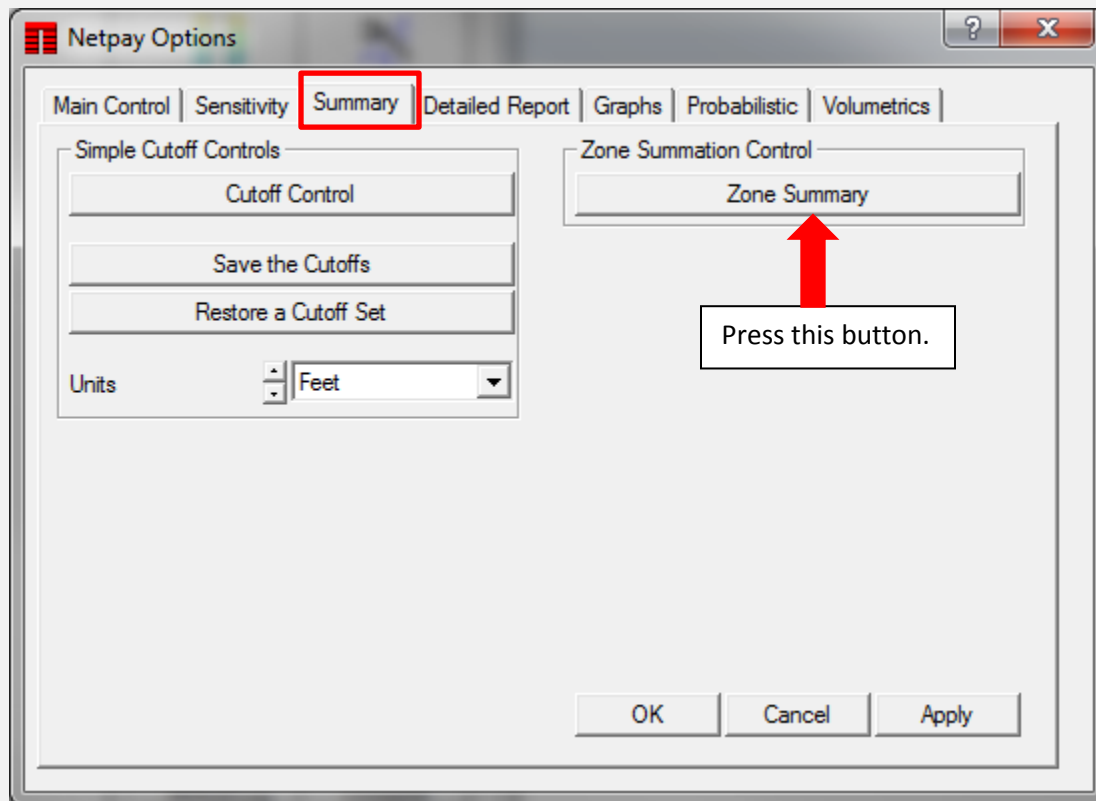 Netpay Options
Main Control Sensitivity Summary Detailed Report Graphs Probabilistic Volumetrics
Simple Cutoff Controls
Cutoff Control
Save the Cutoffs
Restore a Cutoff Set
Units Feet
Zone Summation Control
Zone Summary
Press this button.
OK Cancel Apply